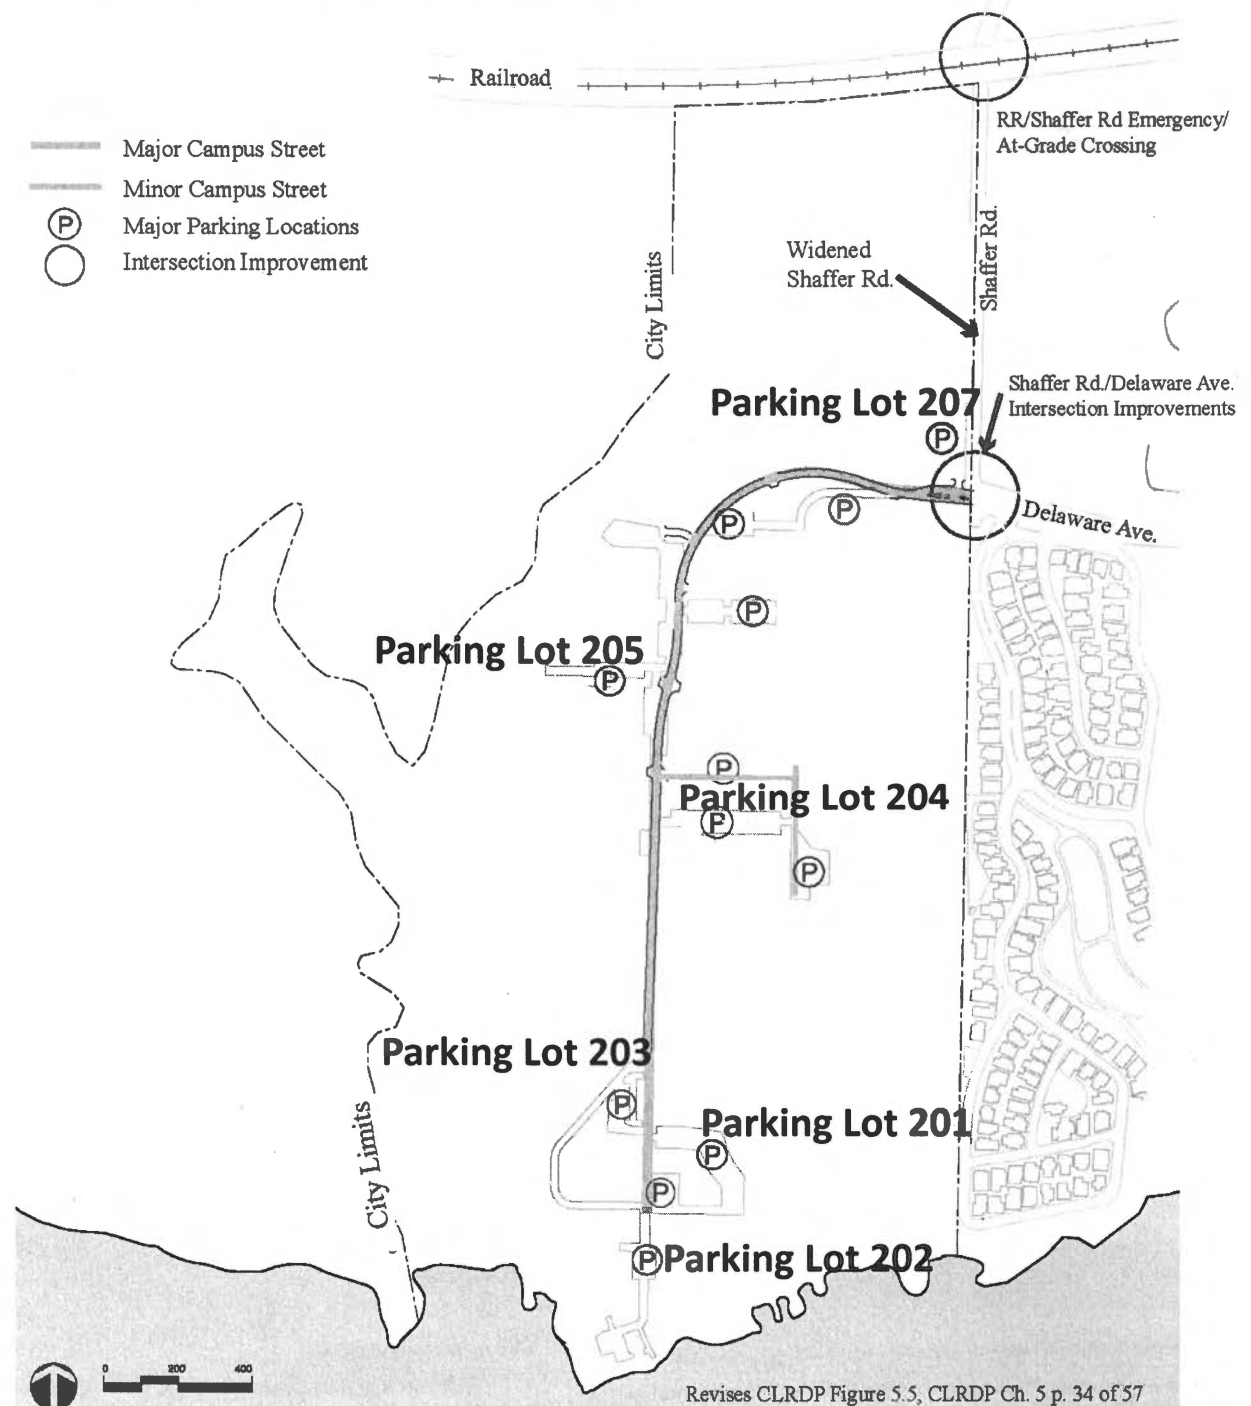 Railroad
RR/Shaffer Rd Emergency/
At-Grade Crossing
Major Campus Street
Minor Campus Street
P
Major Parking Locations
Intersection Improvement
Shaffer Rd.
Widened
Shaffer Rd.
City Limits
Shaffer Rd./Delaware Ave.
Intersection Improvements
Parking Lot 207
P
P
P
Delaware Ave.
P
Parking Lot 205
P
P
Parking Lot 204
P
P
Parking Lot 203
P
Parking Lot 201
P
City Limits
P
P
Parking Lot 202
0 200 400
Revises CLRDP Figure 5.5, CLRDP Ch. 5 p. 34 of 57